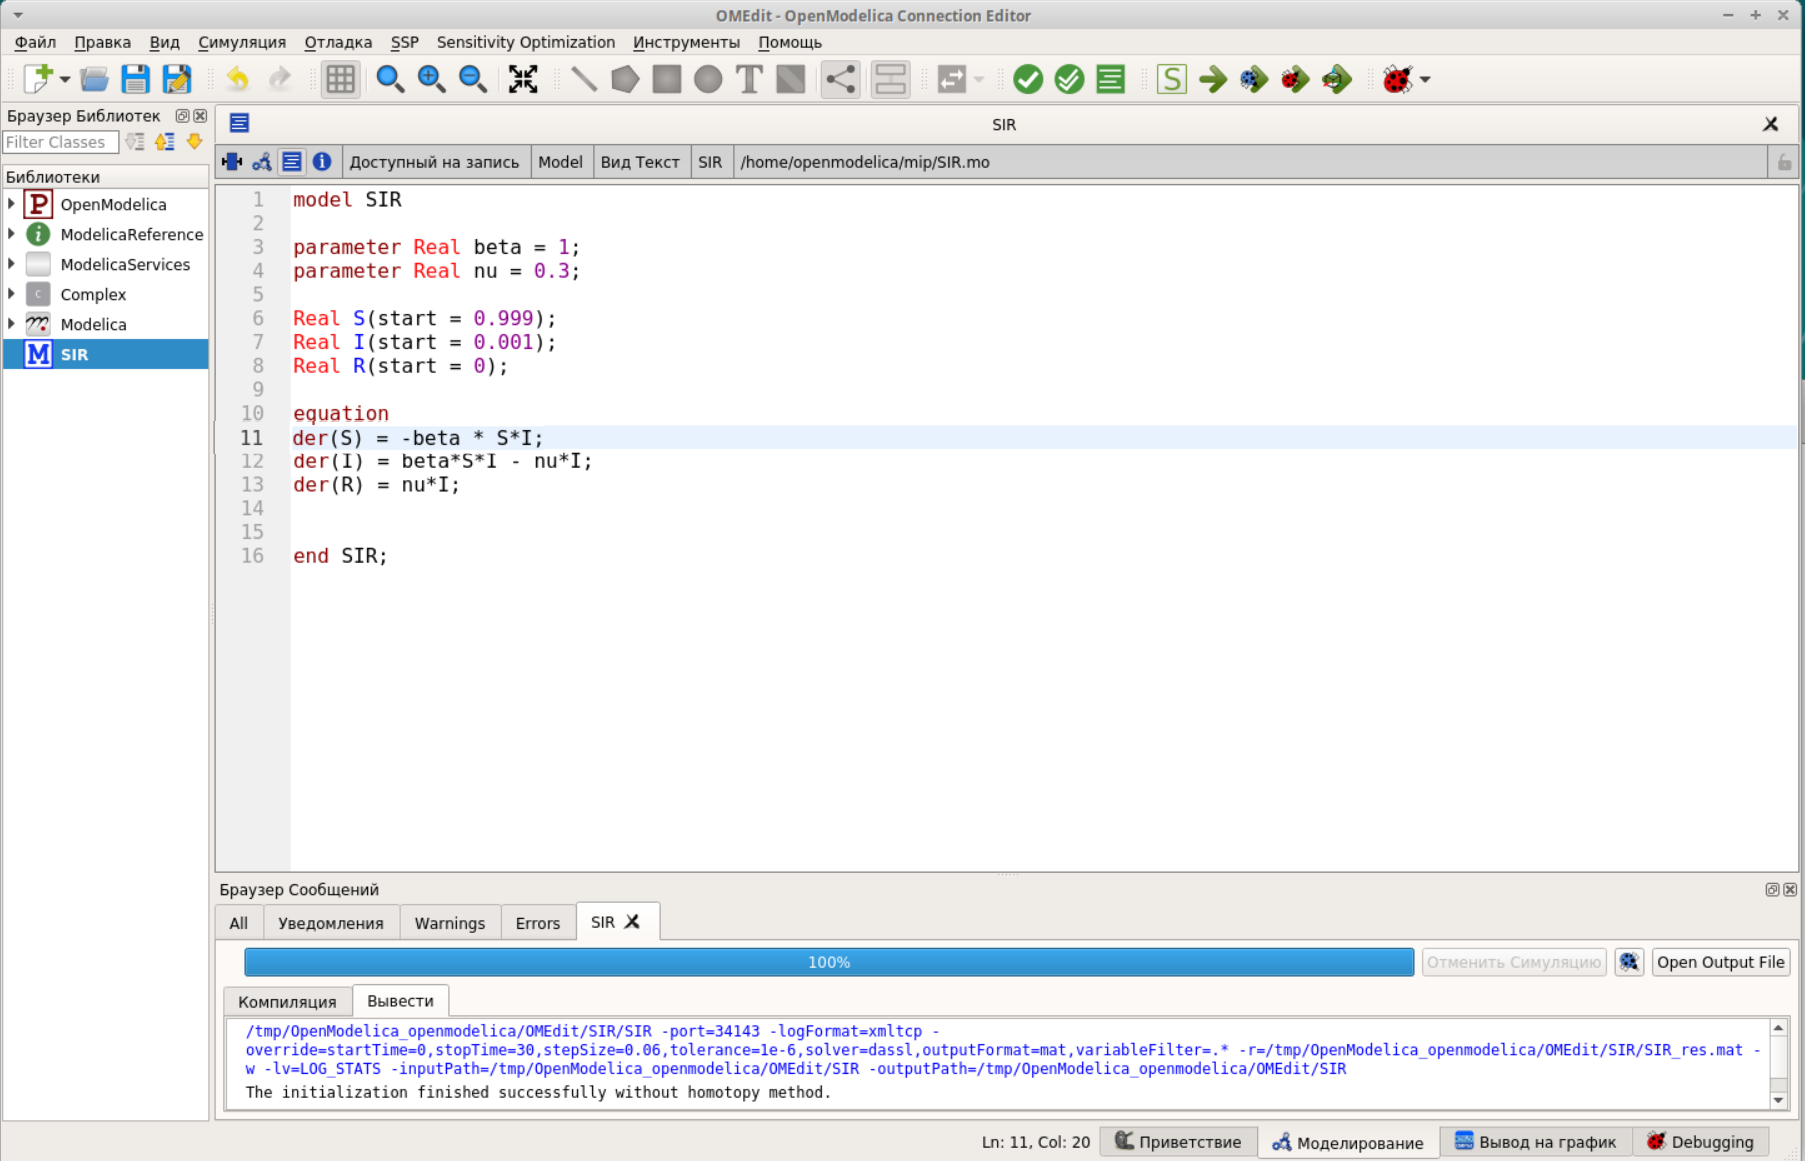 OMEdit - OpenModelica Connection Editor
Файл Правка Вид Симуляция Отладка SSP Sensitivity Optimization Инструменты Помощь
Браузер Библиотек
Filter Classes
Библиотеки
OpenModelica
ModelicaReference
ModelicaServices
Complex
Modelica
SIR
SIR
Доступный на запись Model Вид Текст SIR /home/openmodelica/mip/SIR.mo
1 model SIR
2
3 parameter Real beta = 1;
4 parameter Real nu = 0.3;
5
6 Real S(start = 0.999);
7 Real I(start = 0.001);
8 Real R(start = 0);
9
10 equation
11 der(S) = -beta * S*I;
12 der(I) = beta*S*I - nu*I;
13 der(R) = nu*I;
14
15
16 end SIR;
Браузер Сообщений
All Уведомления Warnings Errors SIR
100% Отменить Симуляцию Open Output File
Компиляция Вывести
/tmp/OpenModelica_openmodelica/OMEdit/SIR/SIR -port=34143 -logFormat=xmltcp -
override=startTime=0,stopTime=30,stepSize=0.06,tolerance=1e-6,solver=dassl,outputFormat=mat,variableFilter=.* -r=/tmp/OpenModelica_openmodelica/OMEdit/SIR/SIR_res.mat -
w -lv=LOG_STATS -inputPath=/tmp/OpenModelica_openmodelica/OMEdit/SIR -outputPath=/tmp/OpenModelica_openmodelica/OMEdit/SIR
The initialization finished successfully without homotopy method.
Ln: 11, Col: 20 Приветствие Моделирование Вывод на график Debugging